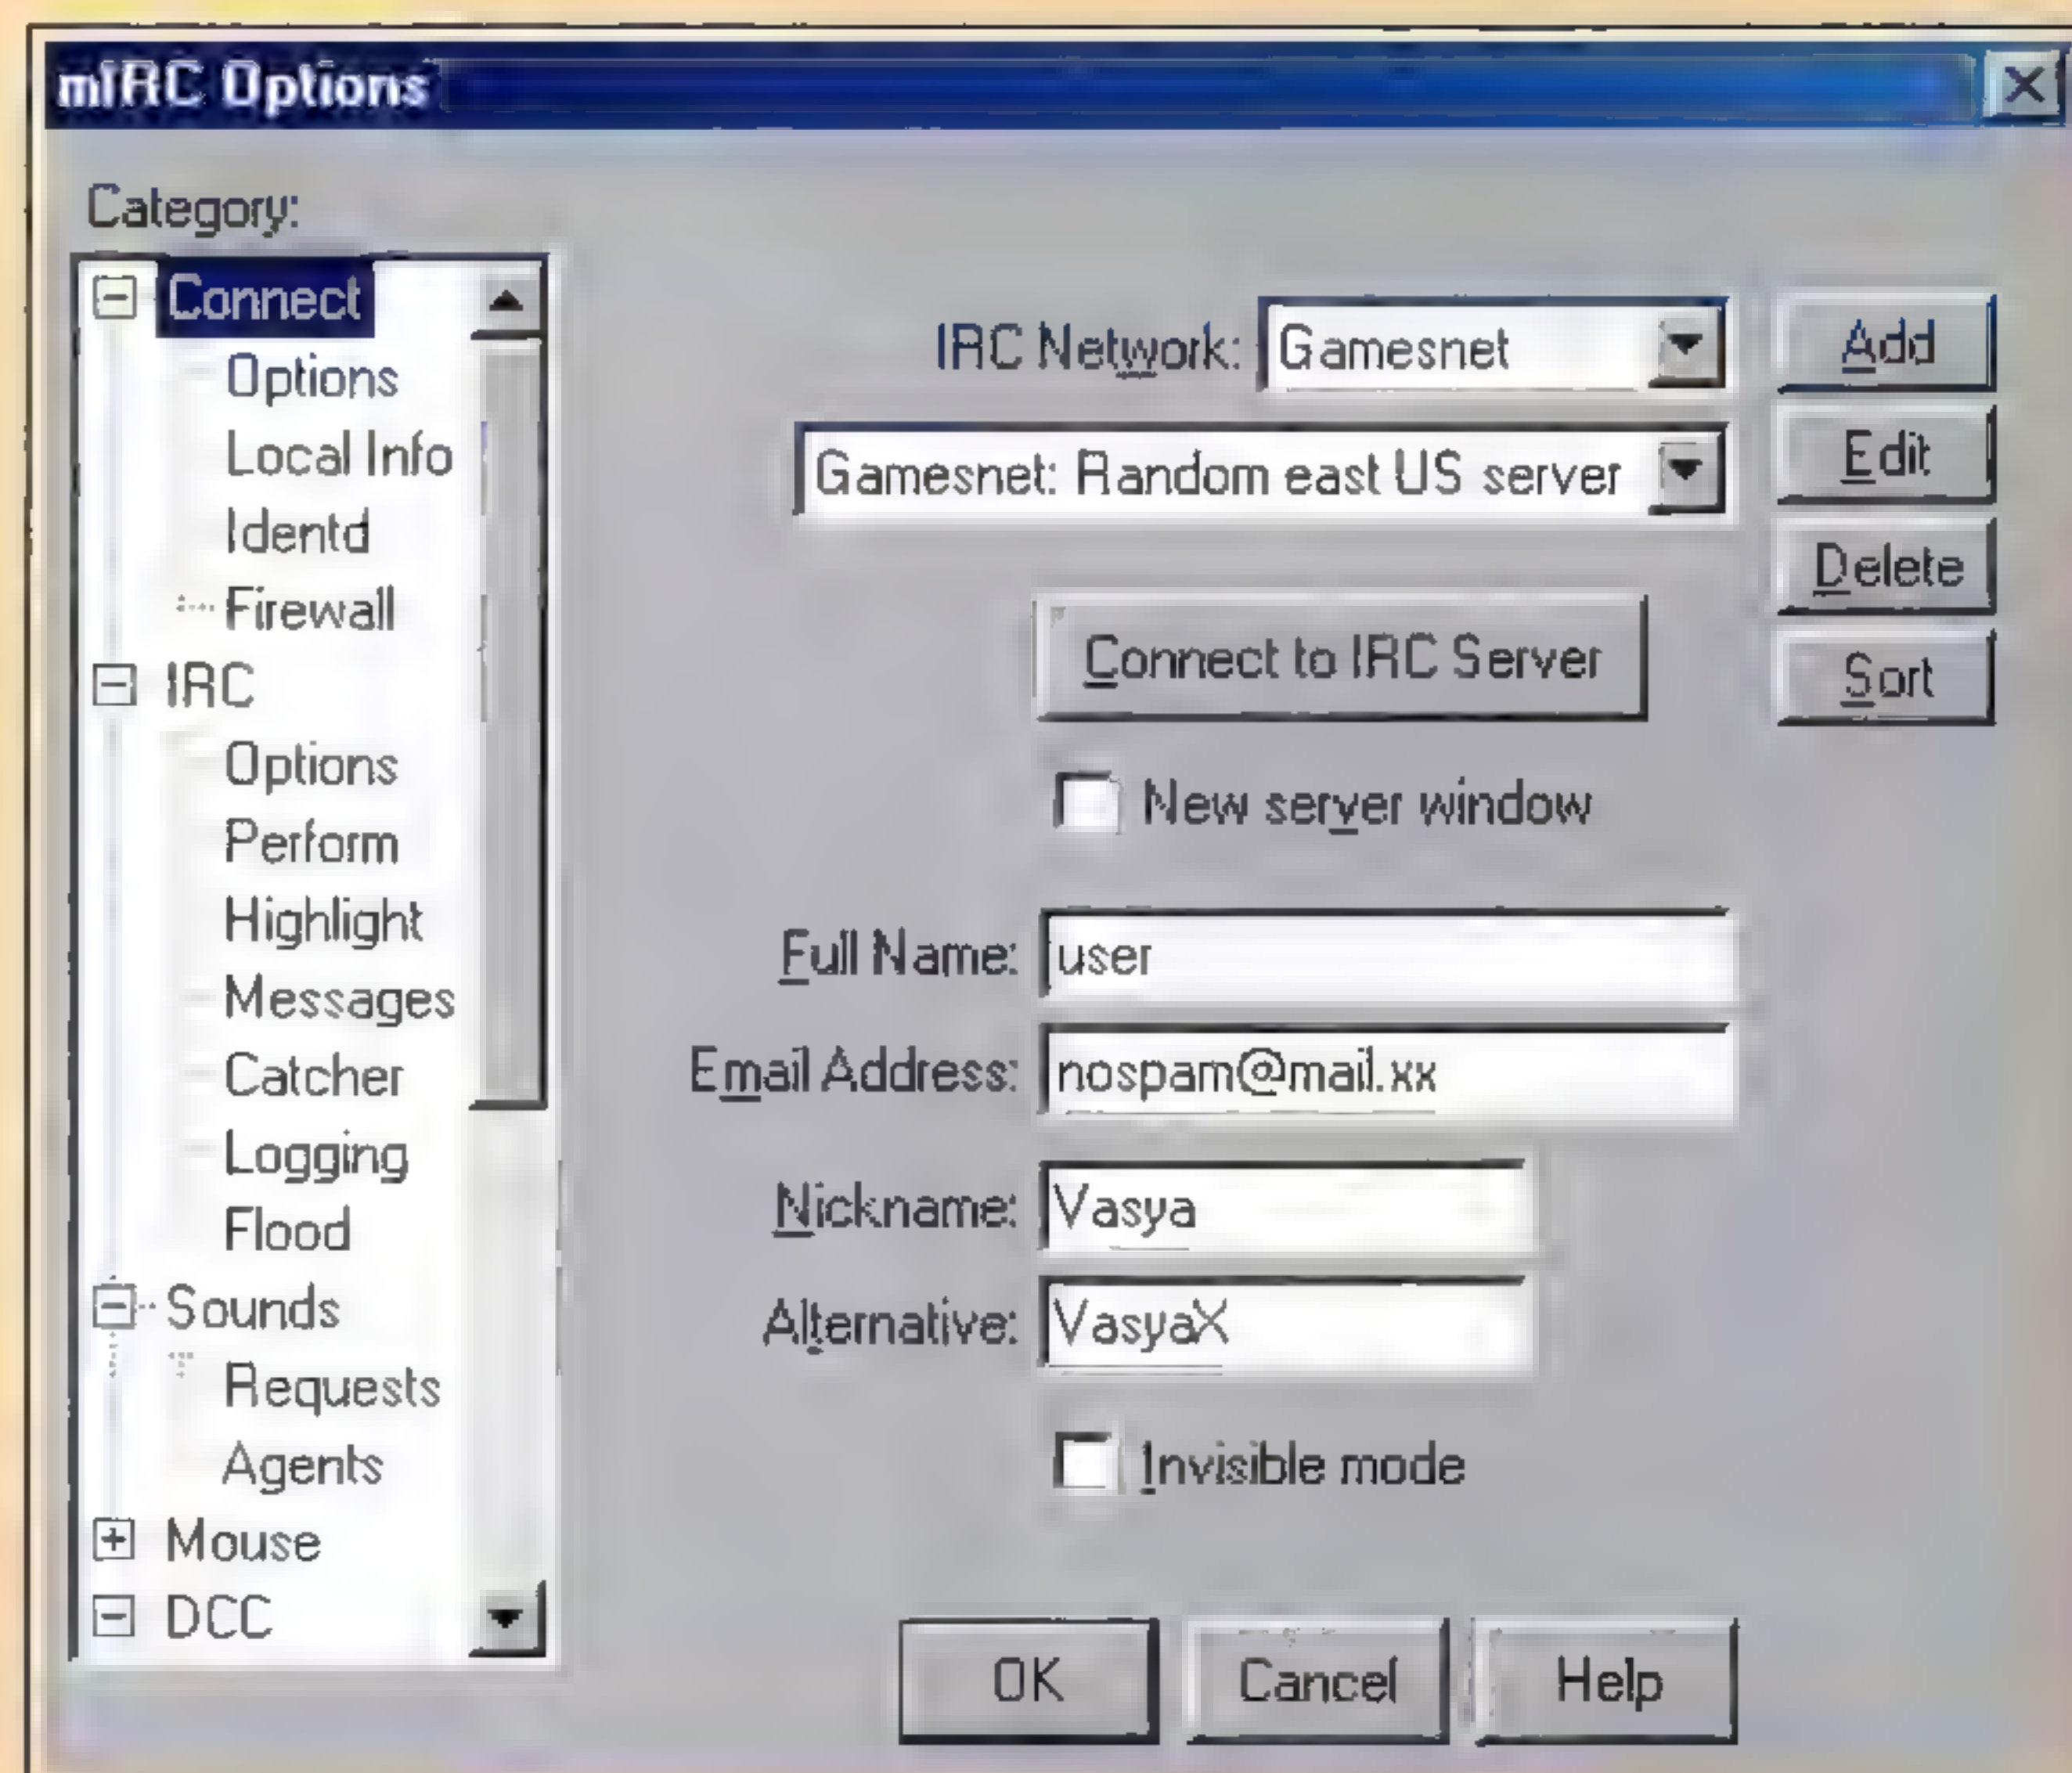 mIRC Options
Category:
Connect
Options
Local Info
Identd
Firewall
IRC
Options
Perform
Highlight
Messages
Catcher
Logging
Flood
Sounds
Requests
Agents
Mouse
DCC
IRC Network: Gamesnet
Gamesnet: Random east US server
Add
Edit
Delete
Sort
Connect to IRC Server
New server window
Full Name: user
Email Address: nospam@mail.xx
Nickname: Vasya
Alternative: VasyaX
Invisible mode
OK Cancel Help